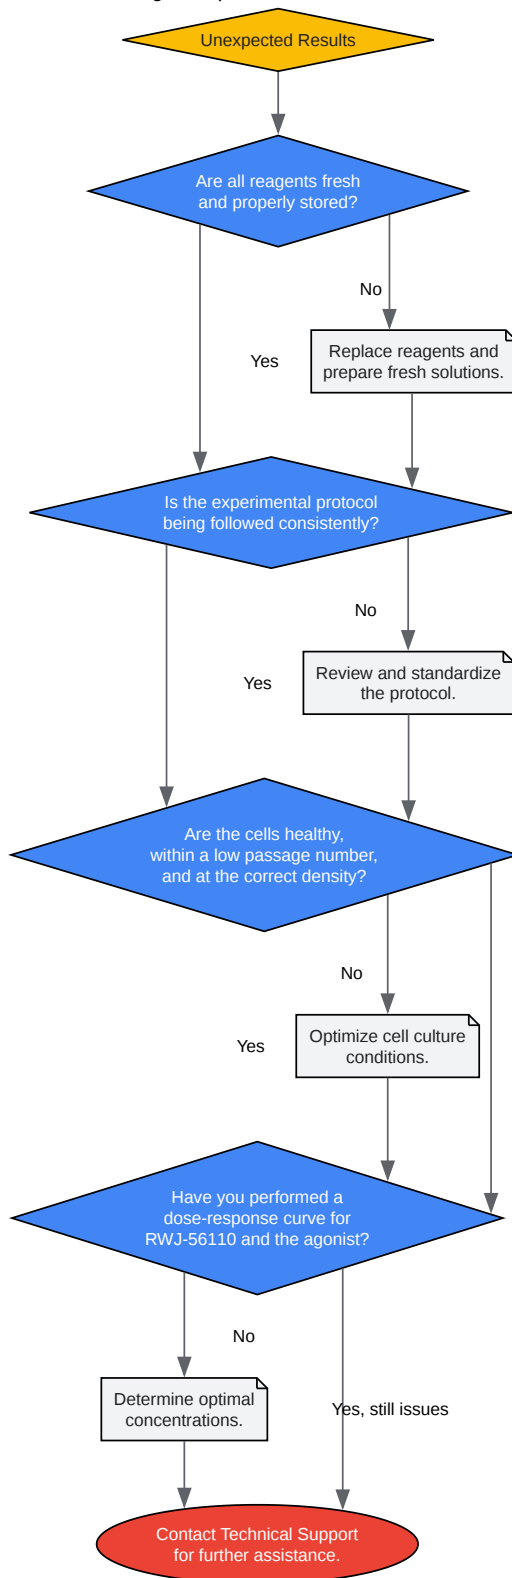 Unexpected Results
Are all reagents fresh
and properly stored?
No
Yes
Replace reagents and
prepare fresh solutions.
Is the experimental protocol
being followed consistently?
No
Yes
Review and standardize
the protocol.
Are the cells healthy,
within a low passage number,
and at the correct density?
No
Yes
Optimize cell culture
conditions.
Have you performed a
dose-response curve for
RWJ-56110 and the agonist?
No
Determine optimal
concentrations.
Yes, still issues
Contact Technical Support
for further assistance.